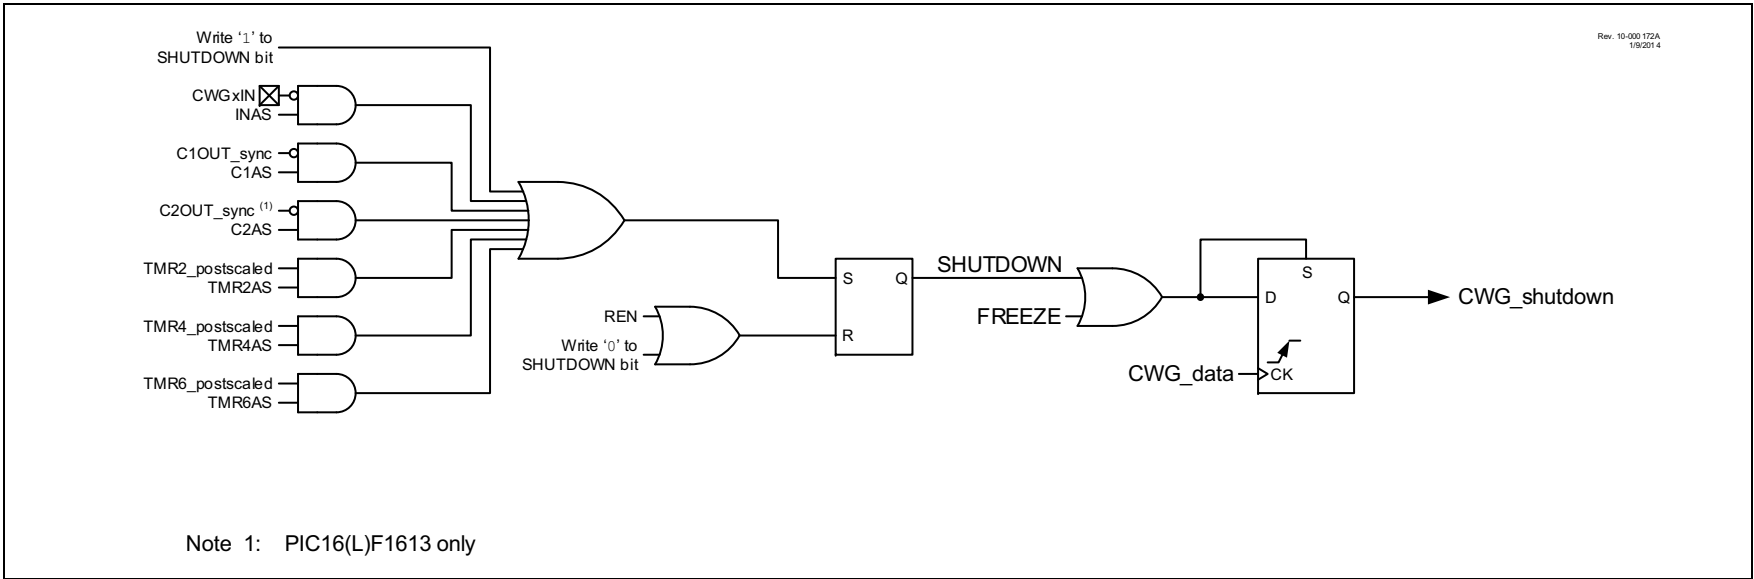 Write ‘1’ to
SHUTDOWN bit
Rev. 10-000 172A
1/9/201 4
CWGxIN
INAS
C1OUT_sync
C1AS
C2OUT_sync (1)
C2AS
TMR2_postscaled
TMR2AS
TMR4_postscaled
TMR4AS
TMR6_postscaled
TMR6AS
REN
Write ‘0’ to
SHUTDOWN bit
S
Q
R
SHUTDOWN
FREEZE
S
D
Q
CK
CWG_data
CWG_shutdown
Note 1: PIC16(L)F1613 only